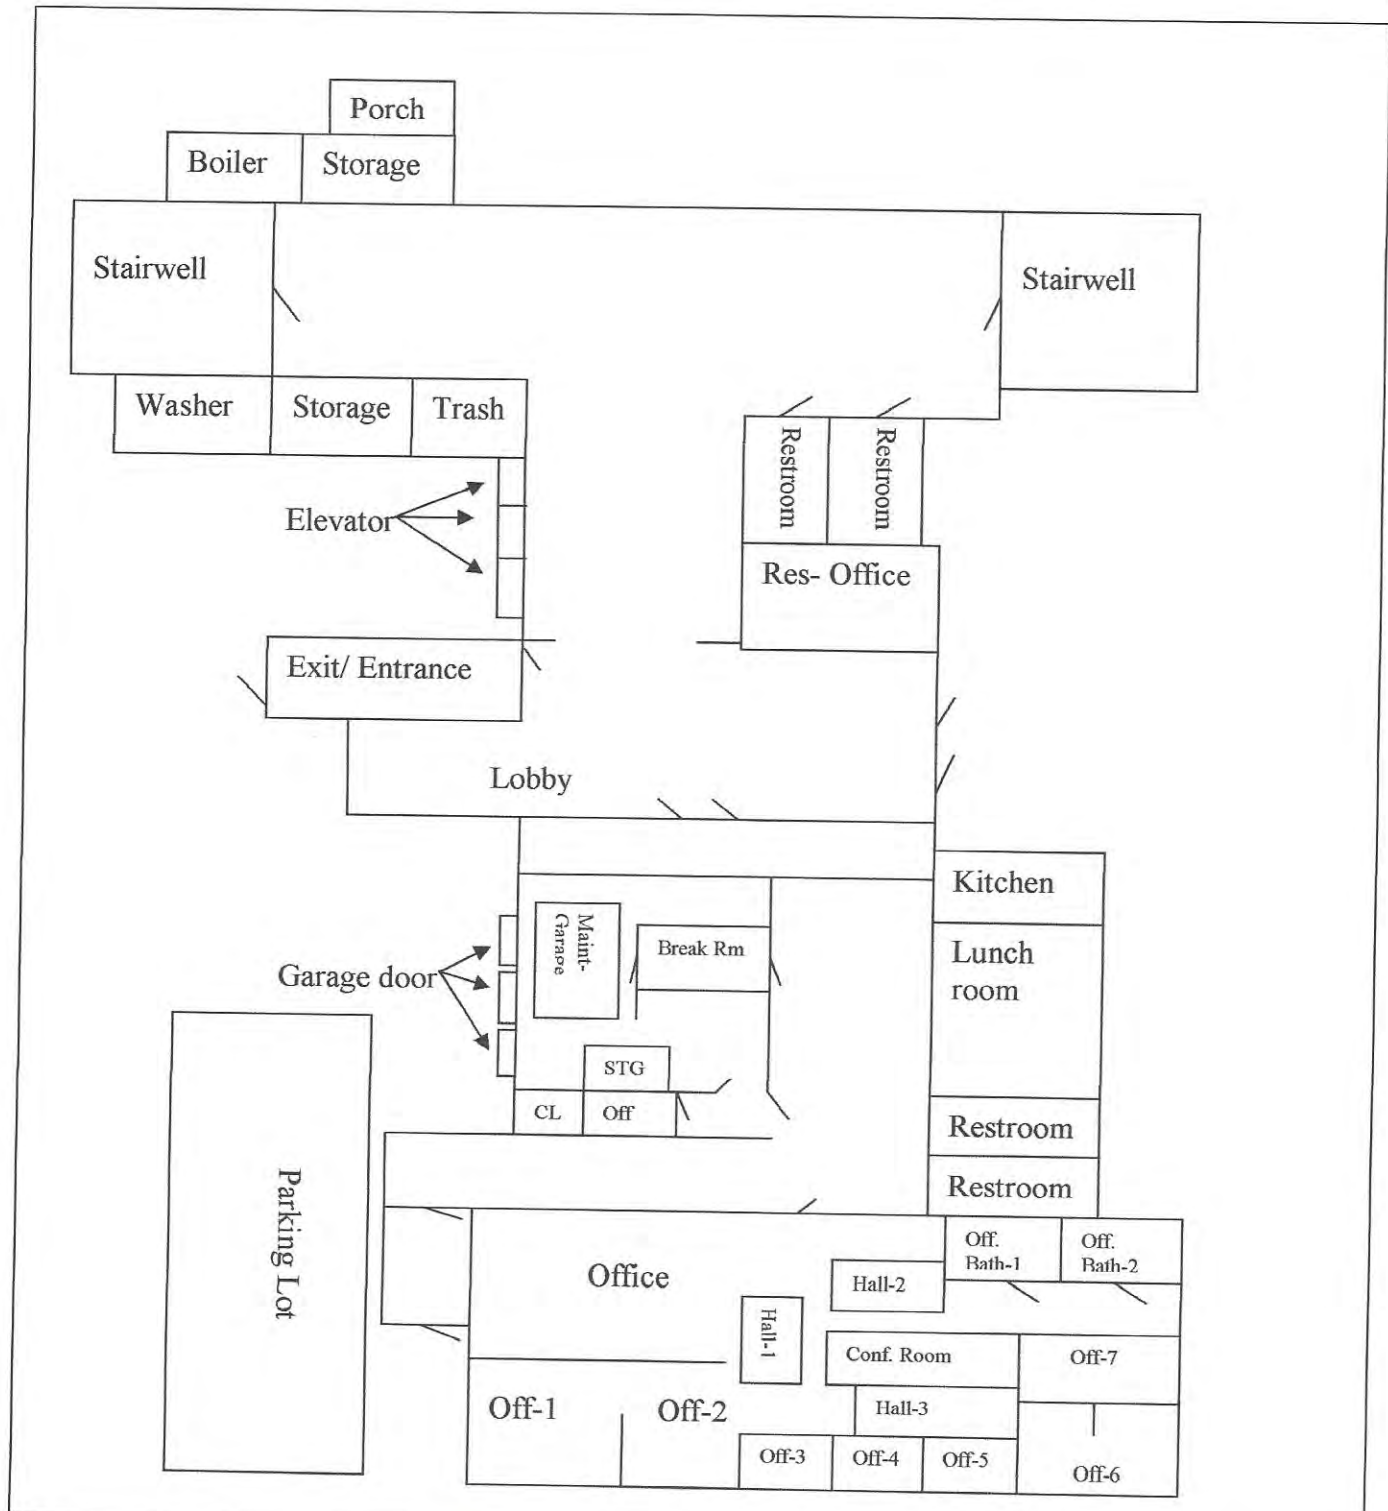 Porch
Boiler
Storage
Stairwell
Stairwell
Washer
Storage
Trash
Restroom
Restroom
Elevator
Res- Office
Exit/ Entrance
Lobby
Kitchen
Maint-
Garage
Break Rm
Lunch
room
Garage door
STG
CL
Off
Restroom
Restroom
Parking Lot
Off.
Bath-1
Off.
Bath-2
Office
Hall-2
Hall-1
Conf. Room
Off-7
Off-1
Off-2
Hall-3
Off-3
Off-4
Off-5
Off-6